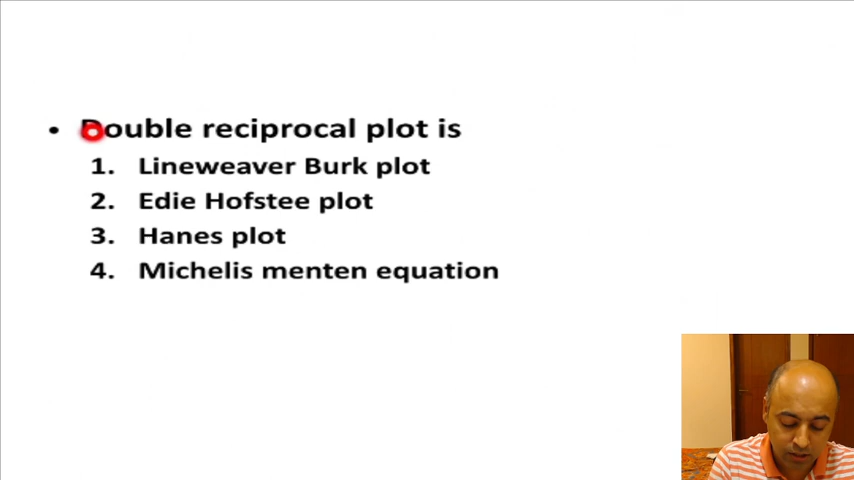 • Double reciprocal plot is
1. Lineweaver Burk plot
2. Edie Hofstee plot
3. Hanes plot
4. Michelis menten equation